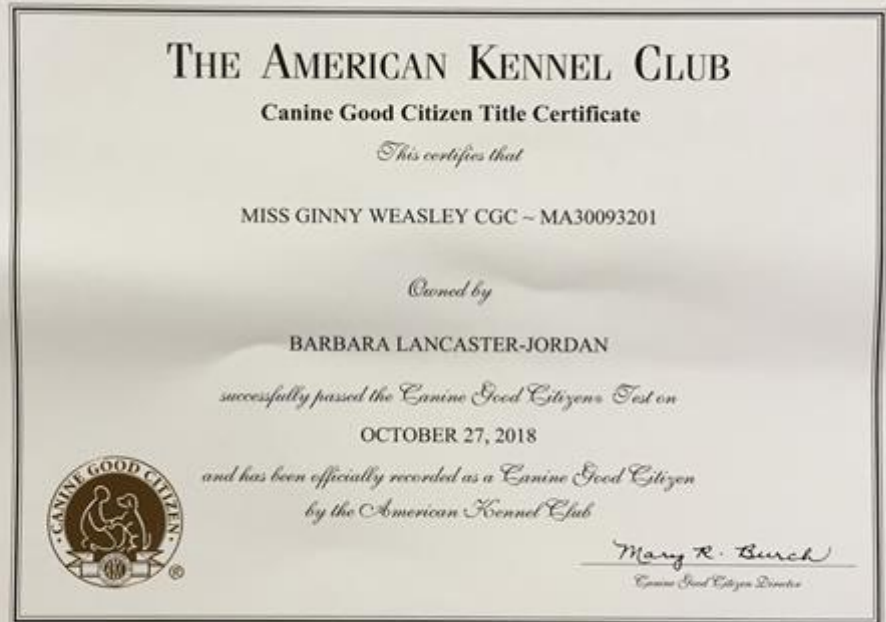 THE AMERICAN KENNEL CLUB
Canine Good Citizen Title Certificate
This certifies that
MISS GINNY WEASLEY CGC ~ MA30093201
Owned by
BARBARA LANCASTER-JORDAN
successfully passed the Canine Good Citizen® Test on
OCTOBER 27, 2018
and has been officially recorded as a Canine Good Citizen
by the American Kennel Club
· CANINE GOOD CITIZEN ·
®
Mary R. Burch
Canine Good Citizen Director